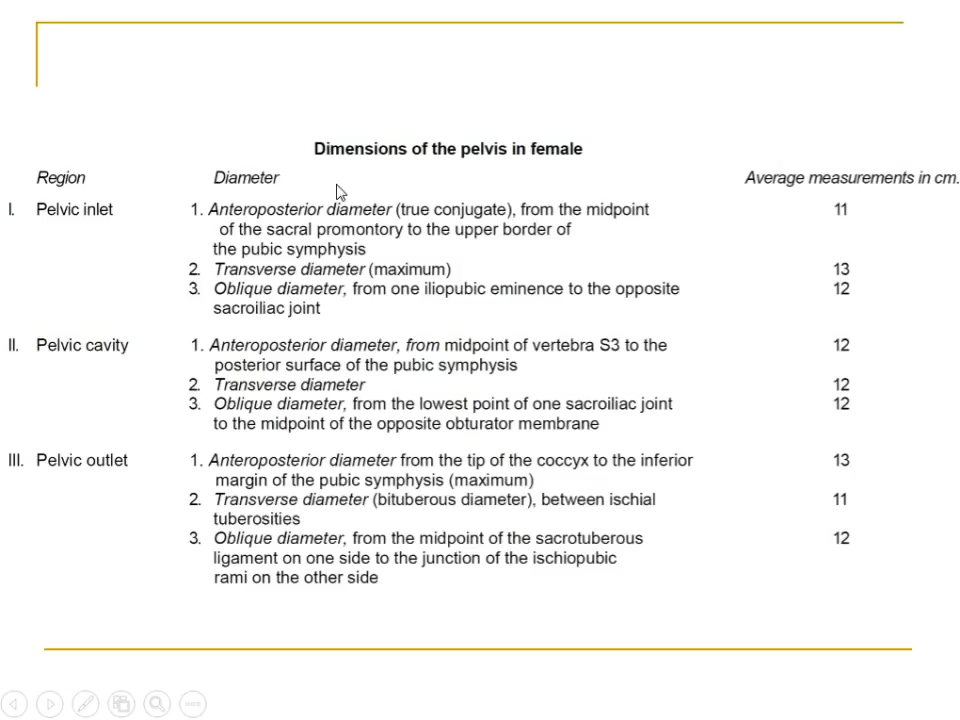 Dimensions of the pelvis in female
Region Diameter Average measurements in cm.
I. Pelvic inlet 1. Anteroposterior diameter (true conjugate), from the midpoint 11
of the sacral promontory to the upper border of
the pubic symphysis
2. Transverse diameter (maximum) 13
3. Oblique diameter, from one iliopubic eminence to the opposite 12
sacroiliac joint
II. Pelvic cavity 1. Anteroposterior diameter, from midpoint of vertebra S3 to the 12
posterior surface of the pubic symphysis
2. Transverse diameter 12
3. Oblique diameter, from the lowest point of one sacroiliac joint 12
to the midpoint of the opposite obturator membrane
III. Pelvic outlet 1. Anteroposterior diameter from the tip of the coccyx to the inferior 13
margin of the pubic symphysis (maximum)
2. Transverse diameter (bituberous diameter), between ischial 11
tuberosities
3. Oblique diameter, from the midpoint of the sacrotuberous 12
ligament on one side to the junction of the ischiopubic
rami on the other side